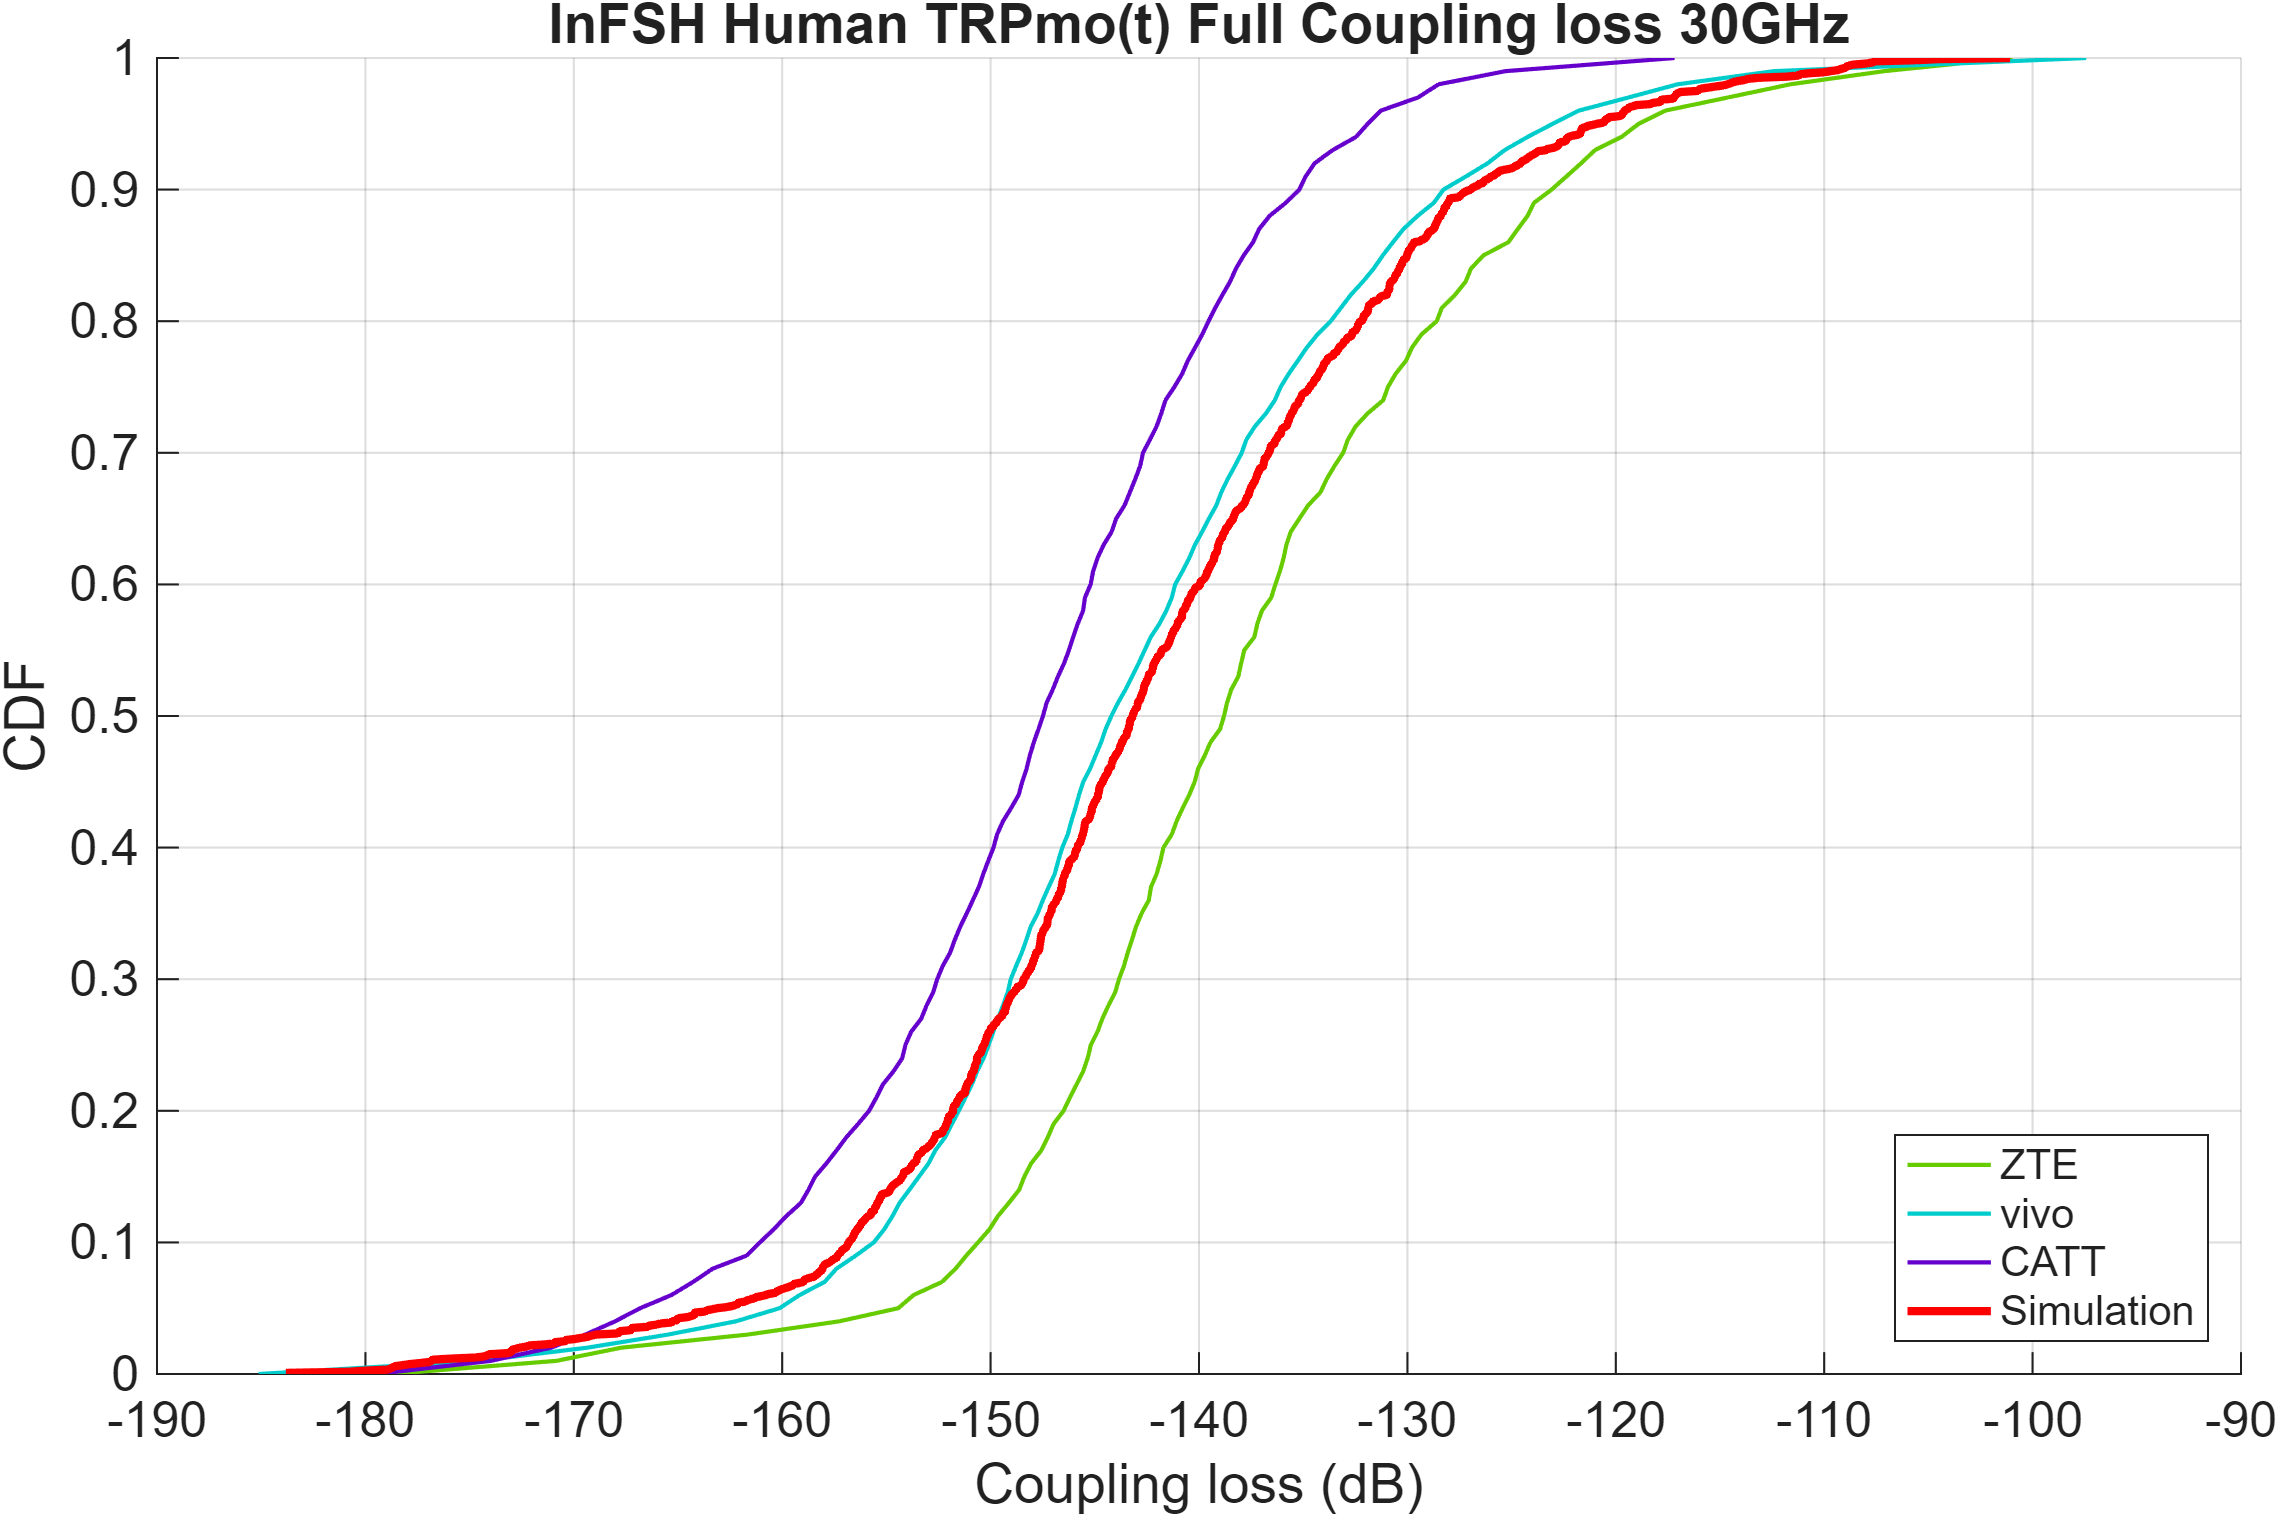 InFSH Human TRPmo(t) Full Coupling loss 30GHz
1
0.9
0.8
0.7
0.6
0.5
0.4
0.3
0.2
0.1
0
CDF
-190 -180 -170 -160 -150 -140 -130 -120 -110 -100 -90
Coupling loss (dB)
ZTE
vivo
CATT
Simulation